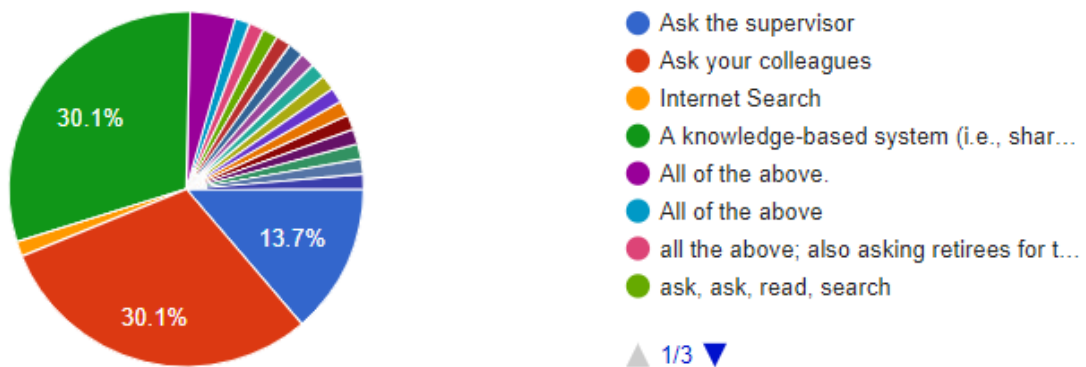 30.1%
13.7%
30.1%
Ask the supervisor
Ask your colleagues
Internet Search
A knowledge-based system (i.e., shar...
All of the above.
All of the above
all the above; also asking retirees for t...
ask, ask, read, search
1/3